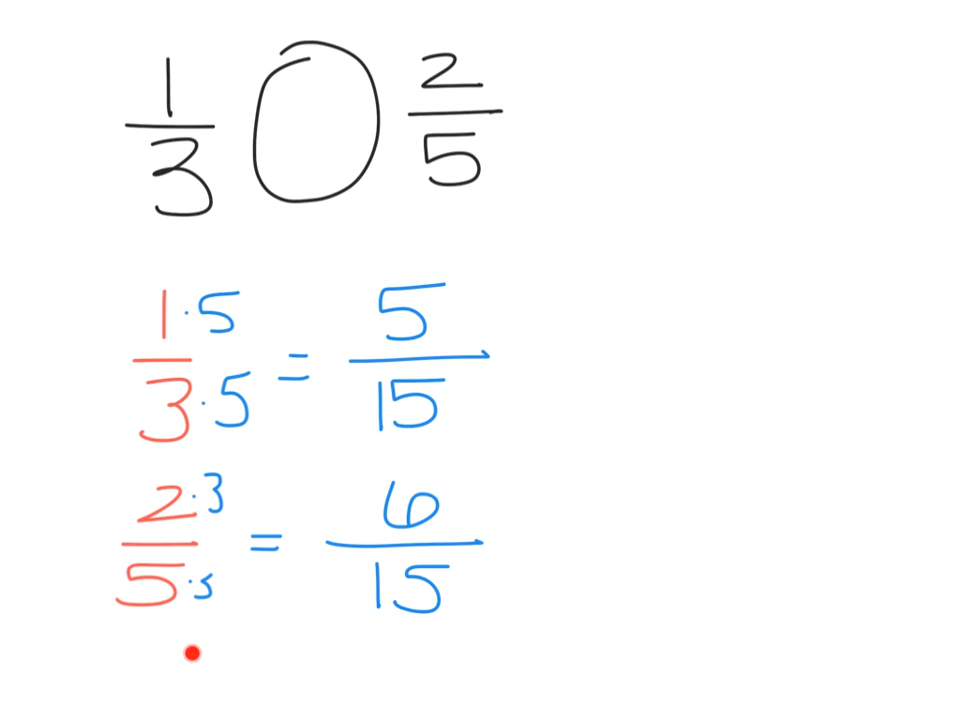 1/3 ○ 2/5
1·5/3·5 = 5/15
2·3/5·5 = 6/15